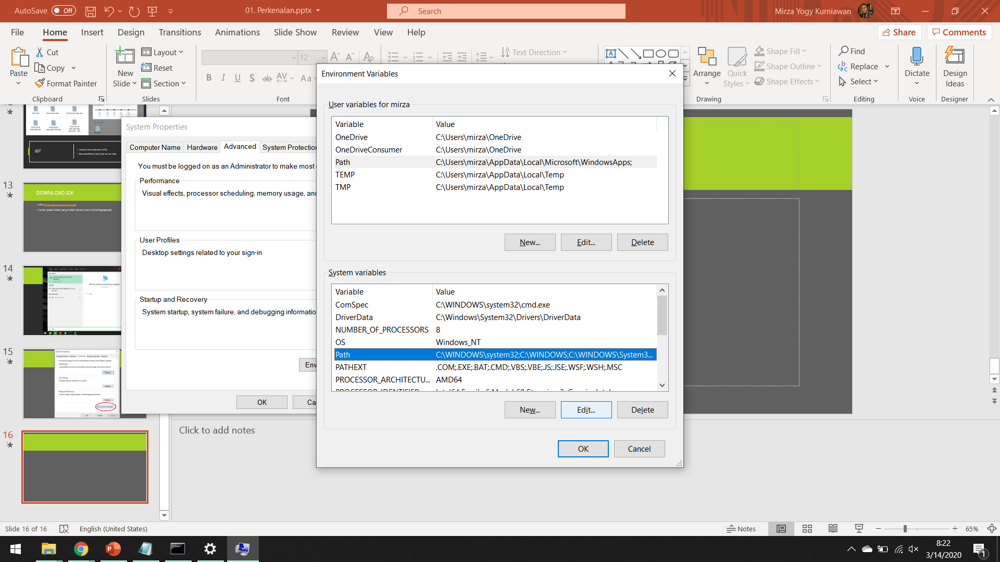 AutoSave Off
01. Perkenalan.pptx
Search
Mirza Yogy Kurniawan
File Home Insert Design Transitions Animations Slide Show Review View Help
Share Comments
Paste
Cut
Copy
Format Painter
Clipboard
New
Slide
Layout
Reset
Section
Slides
12
B I U S ab AV Aa
Font
Text Direction
Arrange
Quick
Styles
Shape Fill
Shape Outline
Shape Effects
Drawing
Find
Replace
Select
Editing
Dictate
Voice
Design
Ideas
Designer
GIT
13
DOWNLOAD JDK
14
15
16
System Properties
Computer Name Hardware Advanced System Protection
You must be logged on as an Administrator to make most
Performance
Visual effects, processor scheduling, memory usage, and
User Profiles
Desktop settings related to your sign-in
Startup and Recovery
System startup, system failure, and debugging informatio
Env
OK Ca
Environment Variables
User variables for mirza
Variable Value
OneDrive C:\Users\mirza\OneDrive
OneDriveConsumer C:\Users\mirza\OneDrive
Path C:\Users\mirza\AppData\Local\Microsoft\WindowsApps;
TEMP C:\Users\mirza\AppData\Local\Temp
TMP C:\Users\mirza\AppData\Local\Temp
New... Edit... Delete
System variables
Variable Value
ComSpec C:\WINDOWS\system32\cmd.exe
DriverData C:\Windows\System32\Drivers\DriverData
NUMBER_OF_PROCESSORS 8
OS Windows_NT
Path C:\WINDOWS\system32;C:\WINDOWS;C:\WINDOWS\System3...
PATHEXT .COM;.EXE;.BAT;.CMD;.VBS;.VBE;.JS;.JSE;.WSF;.WSH;.MSC
PROCESSOR_ARCHITECTU... AMD64
New... Edit... Delete
OK Cancel
Click to add notes
Slide 16 of 16 English (United States)
Notes 65%
8:22
3/14/2020
1